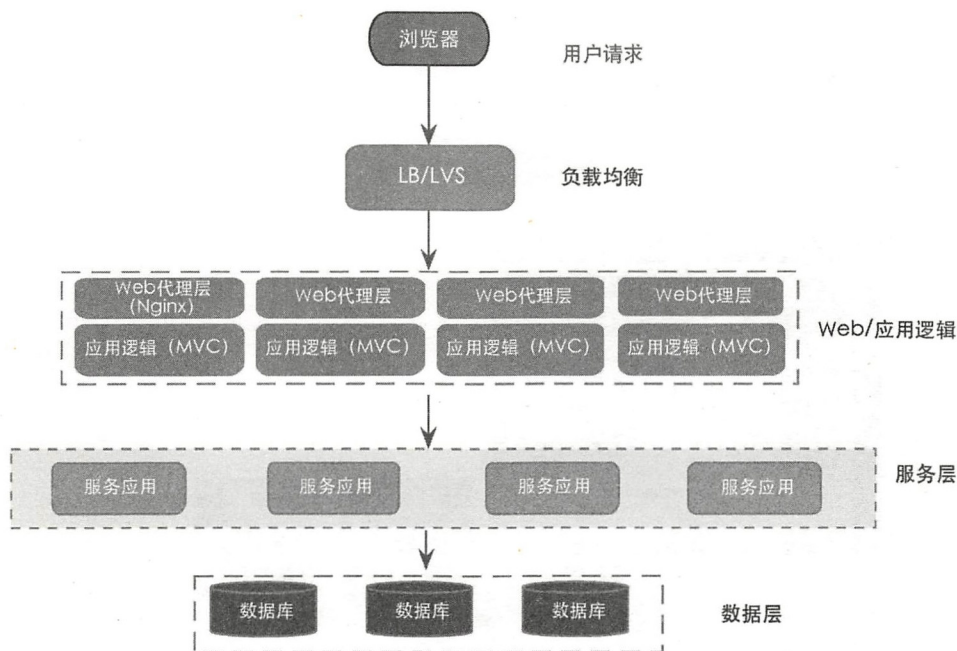 浏览器
用户请求
LB/LVS
负载均衡
Web代理层
(Nginx)
Web代理层
Web代理层
Web代理层
应用逻辑（MVC）
应用逻辑（MVC）
应用逻辑（MVC）
应用逻辑（MVC）
Web/应用逻辑
服务应用
服务应用
服务应用
服务应用
服务层
数据库
数据库
数据库
数据层